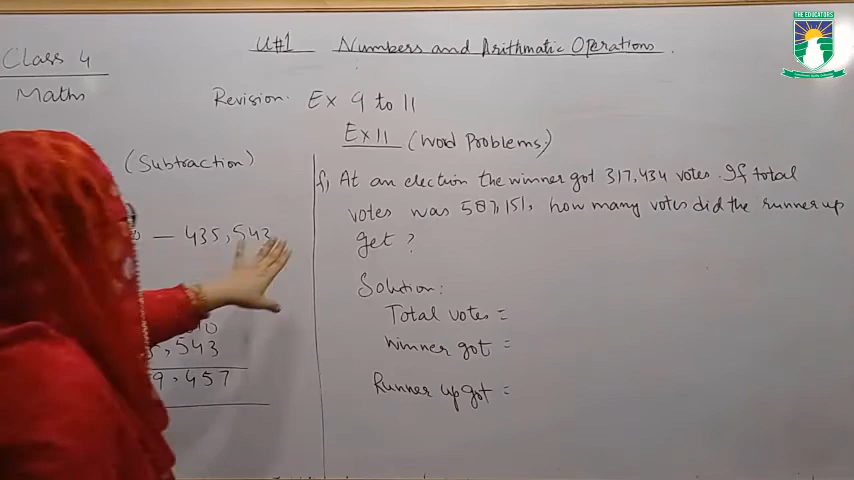 THE EDUCATORS
U#1 Numbers and Arithmatic Operations.
Class 4
Maths
Revision: Ex 9 to 11
Ex 11 (Word Problems)
(Subtraction)
— 435,543
,543
9,457
f, At an election the winner got 317,434 votes. If total
votes was 587,151, how many votes did the runner up
get?
Solution:
Total votes =
winner got =
Runner up got =